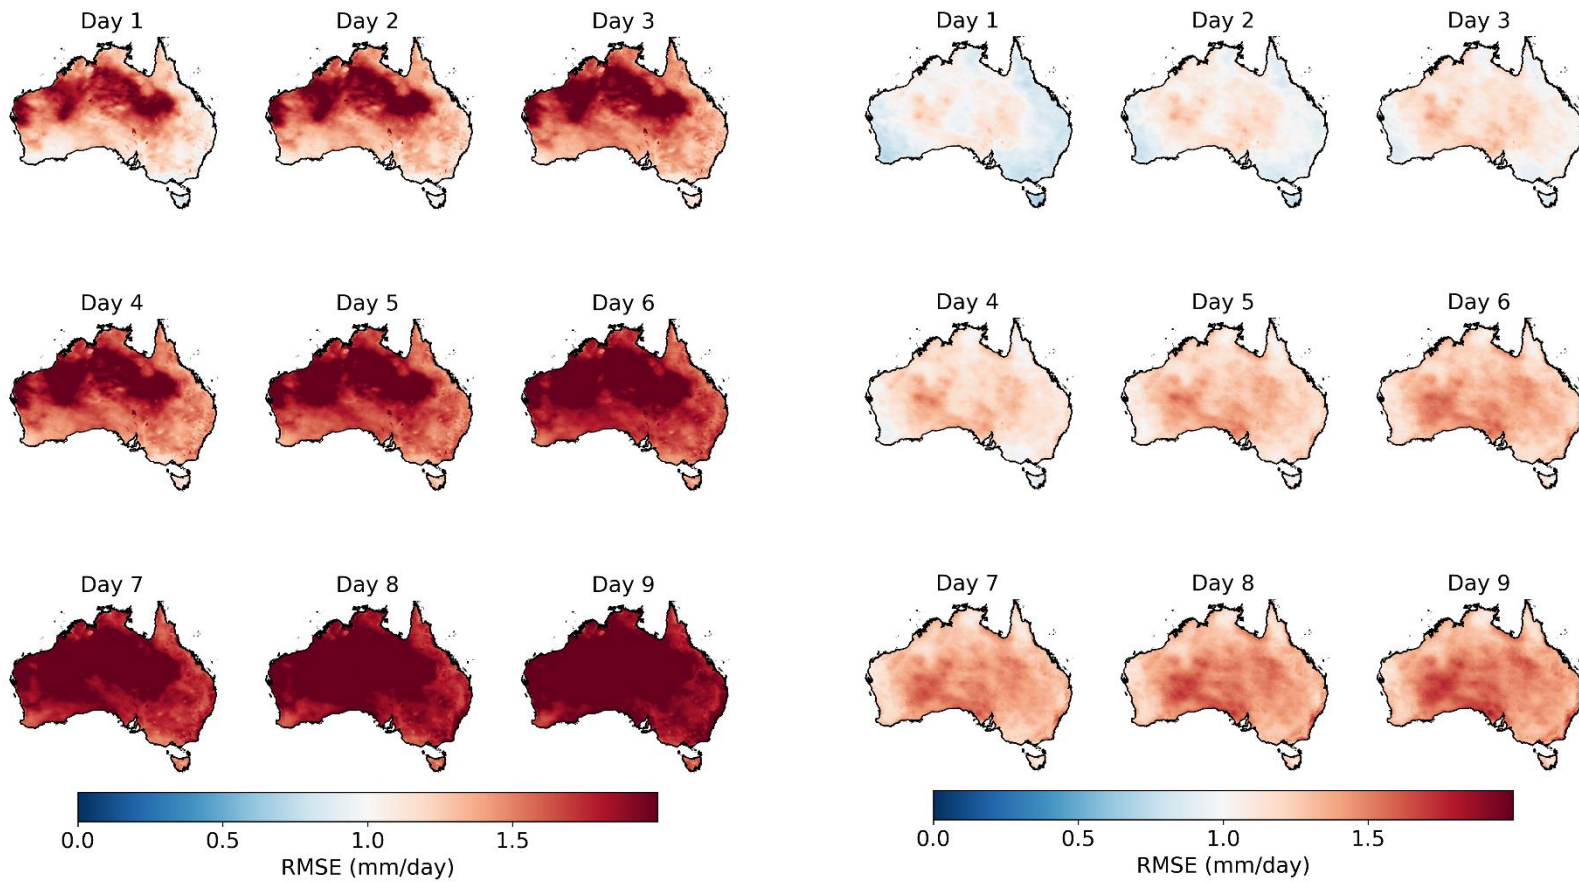 Day 1 Day 2 Day 3 Day 1 Day 2 Day 3
Day 4 Day 5 Day 6 Day 4 Day 5 Day 6
Day 7 Day 8 Day 9 Day 7 Day 8 Day 9
0.0 0.5 1.0 1.5 0.0 0.5 1.0 1.5
RMSE (mm/day) RMSE (mm/day)